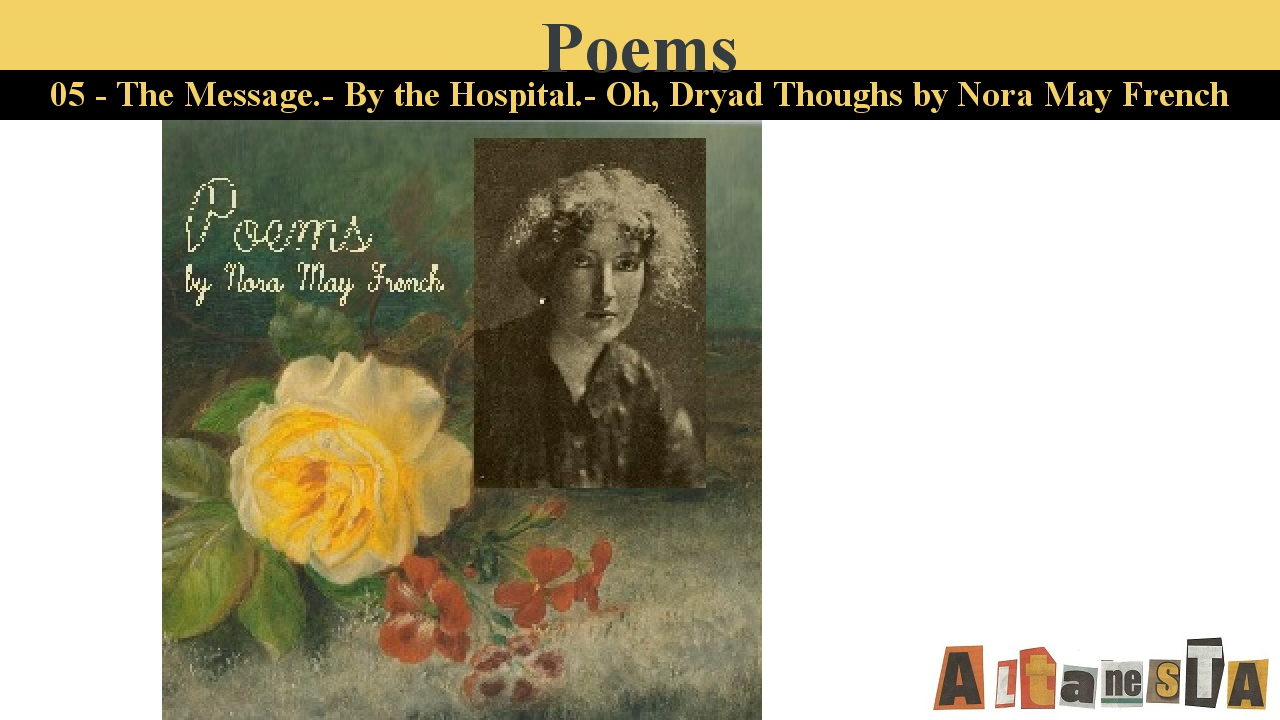 Poems
05 - The Message.- By the Hospital.- Oh, Dryad Thoughs by Nora May French
Poems
by Nora May French
AltanesTA